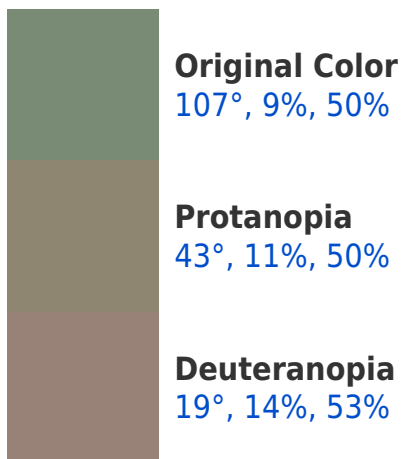 Original Color
107°, 9%, 50%
Protanopia
43°, 11%, 50%
Deuteranopia
19°, 14%, 53%